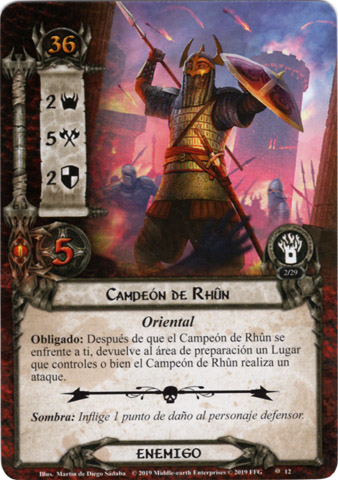 36
2
5
2
5
2/29
CAMPEÓN DE RHÛN
Oriental
Obligado: Después de que el Campeón de Rhûn se
enfrente a ti, devuelve al área de preparación un Lugar
que controles o bien el Campeón de Rhûn realiza un
ataque.
Sombra: Inflige 1 punto de daño al personaje defensor.
ENEMIGO
Illus. Martin de Diego Sádaba © 2019 Middle-earth Enterprises © 2019 FFG 12